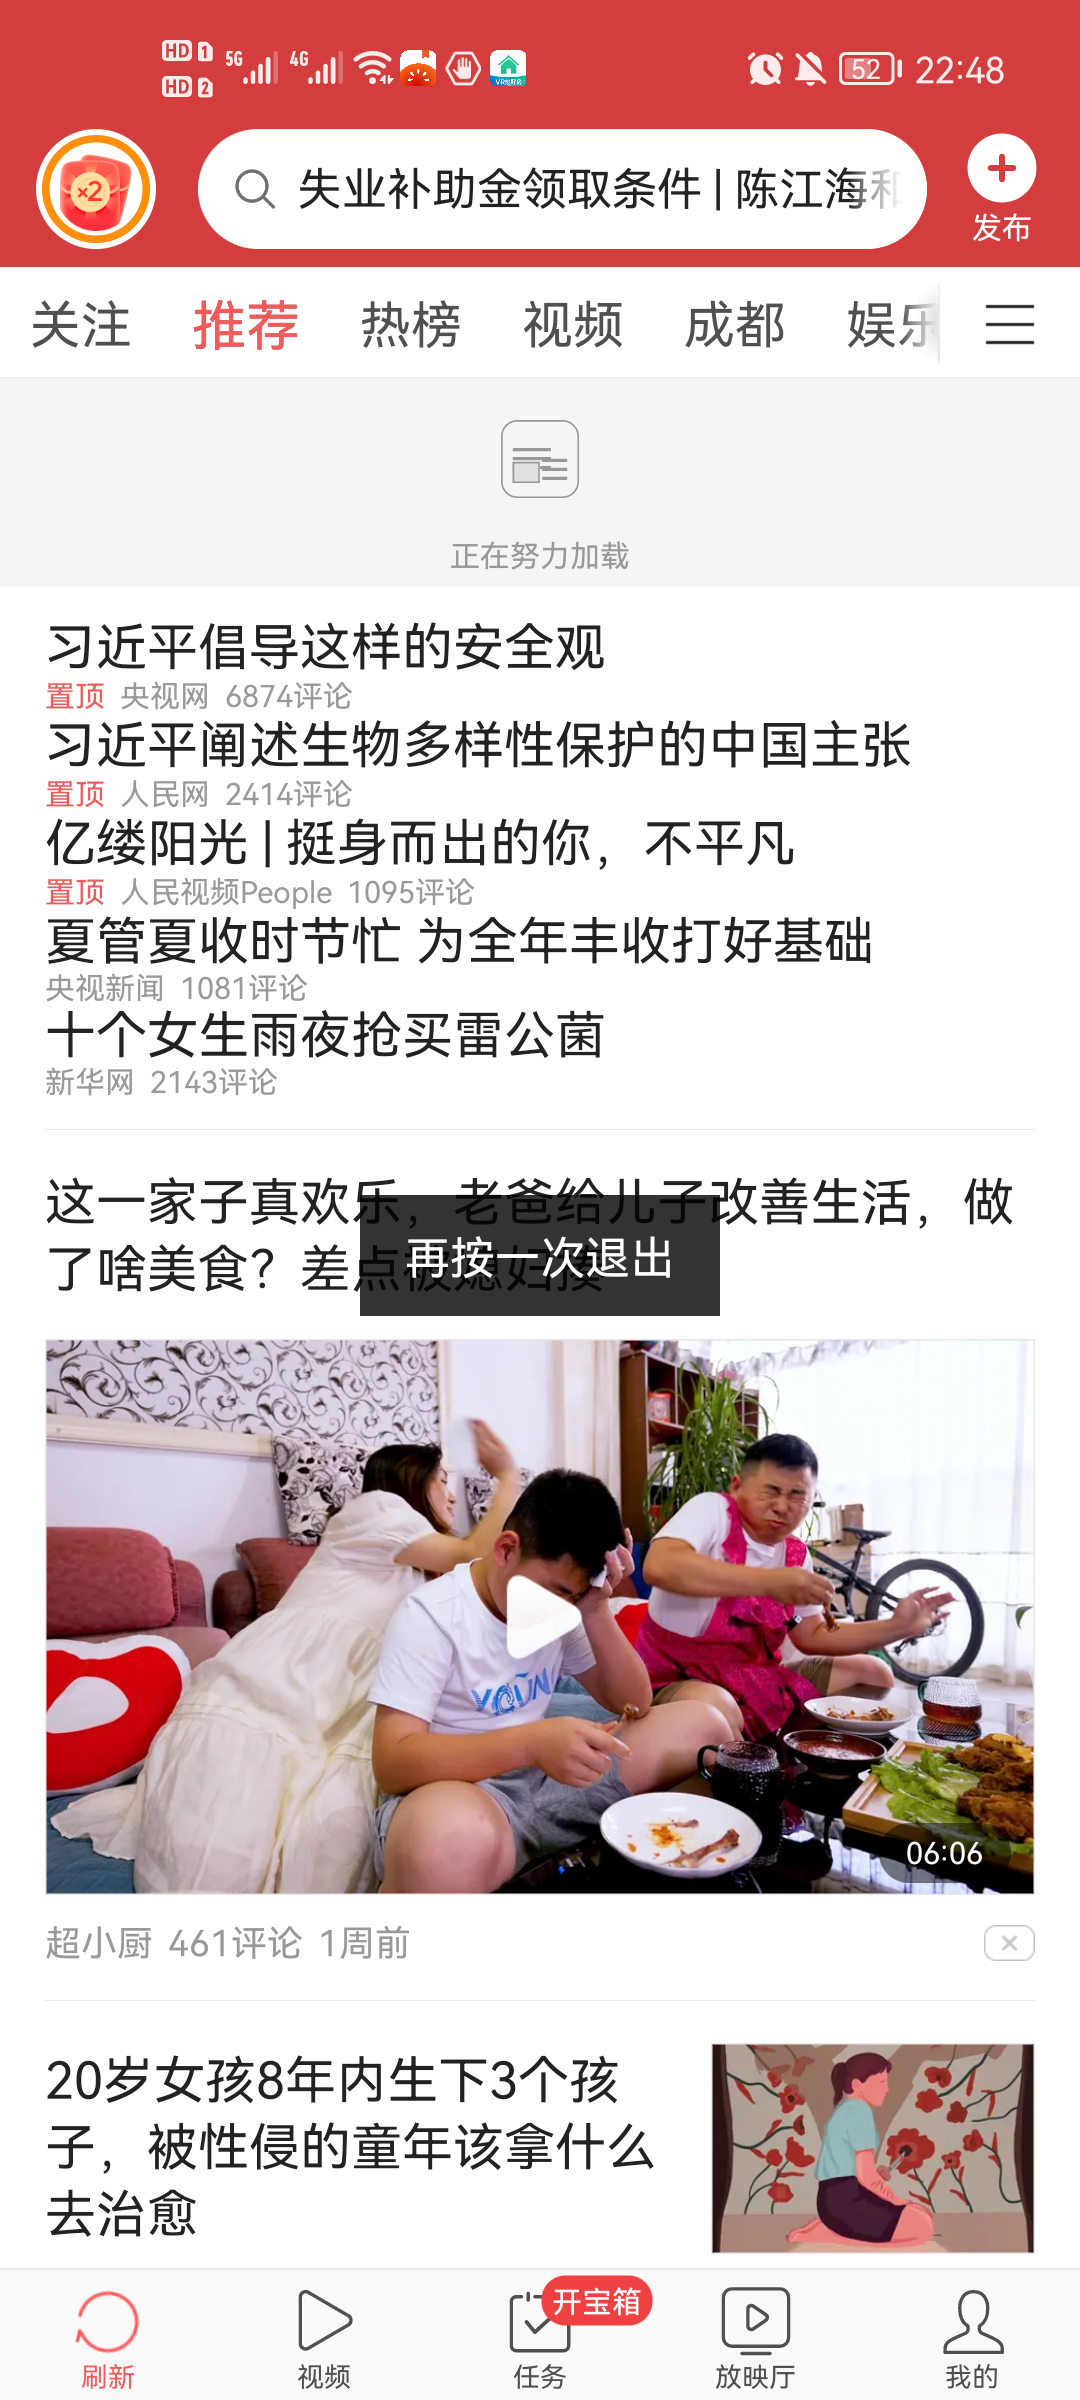 HD 1 5G 4G
HD 2
52 22:48
×2
失业补助金领取条件 | 陈江海和
发布
关注 推荐 热榜 视频 成都 娱乐
正在努力加载
习近平倡导这样的安全观
置顶 央视网 6874评论
习近平阐述生物多样性保护的中国主张
置顶 人民网 2414评论
亿缕阳光 | 挺身而出的你，不平凡
置顶 人民视频People 1095评论
夏管夏收时节忙 为全年丰收打好基础
央视新闻 1081评论
十个女生雨夜抢买雷公菌
新华网 2143评论
这一家子真欢乐，老爸给儿子改善生活，做
了啥美食？差点被媳妇揍
再按一次退出
06:06
超小厨 461评论 1周前
20岁女孩8年内生下3个孩
子，被性侵的童年该拿什么
去治愈
开宝箱
刷新 视频 任务 放映厅 我的